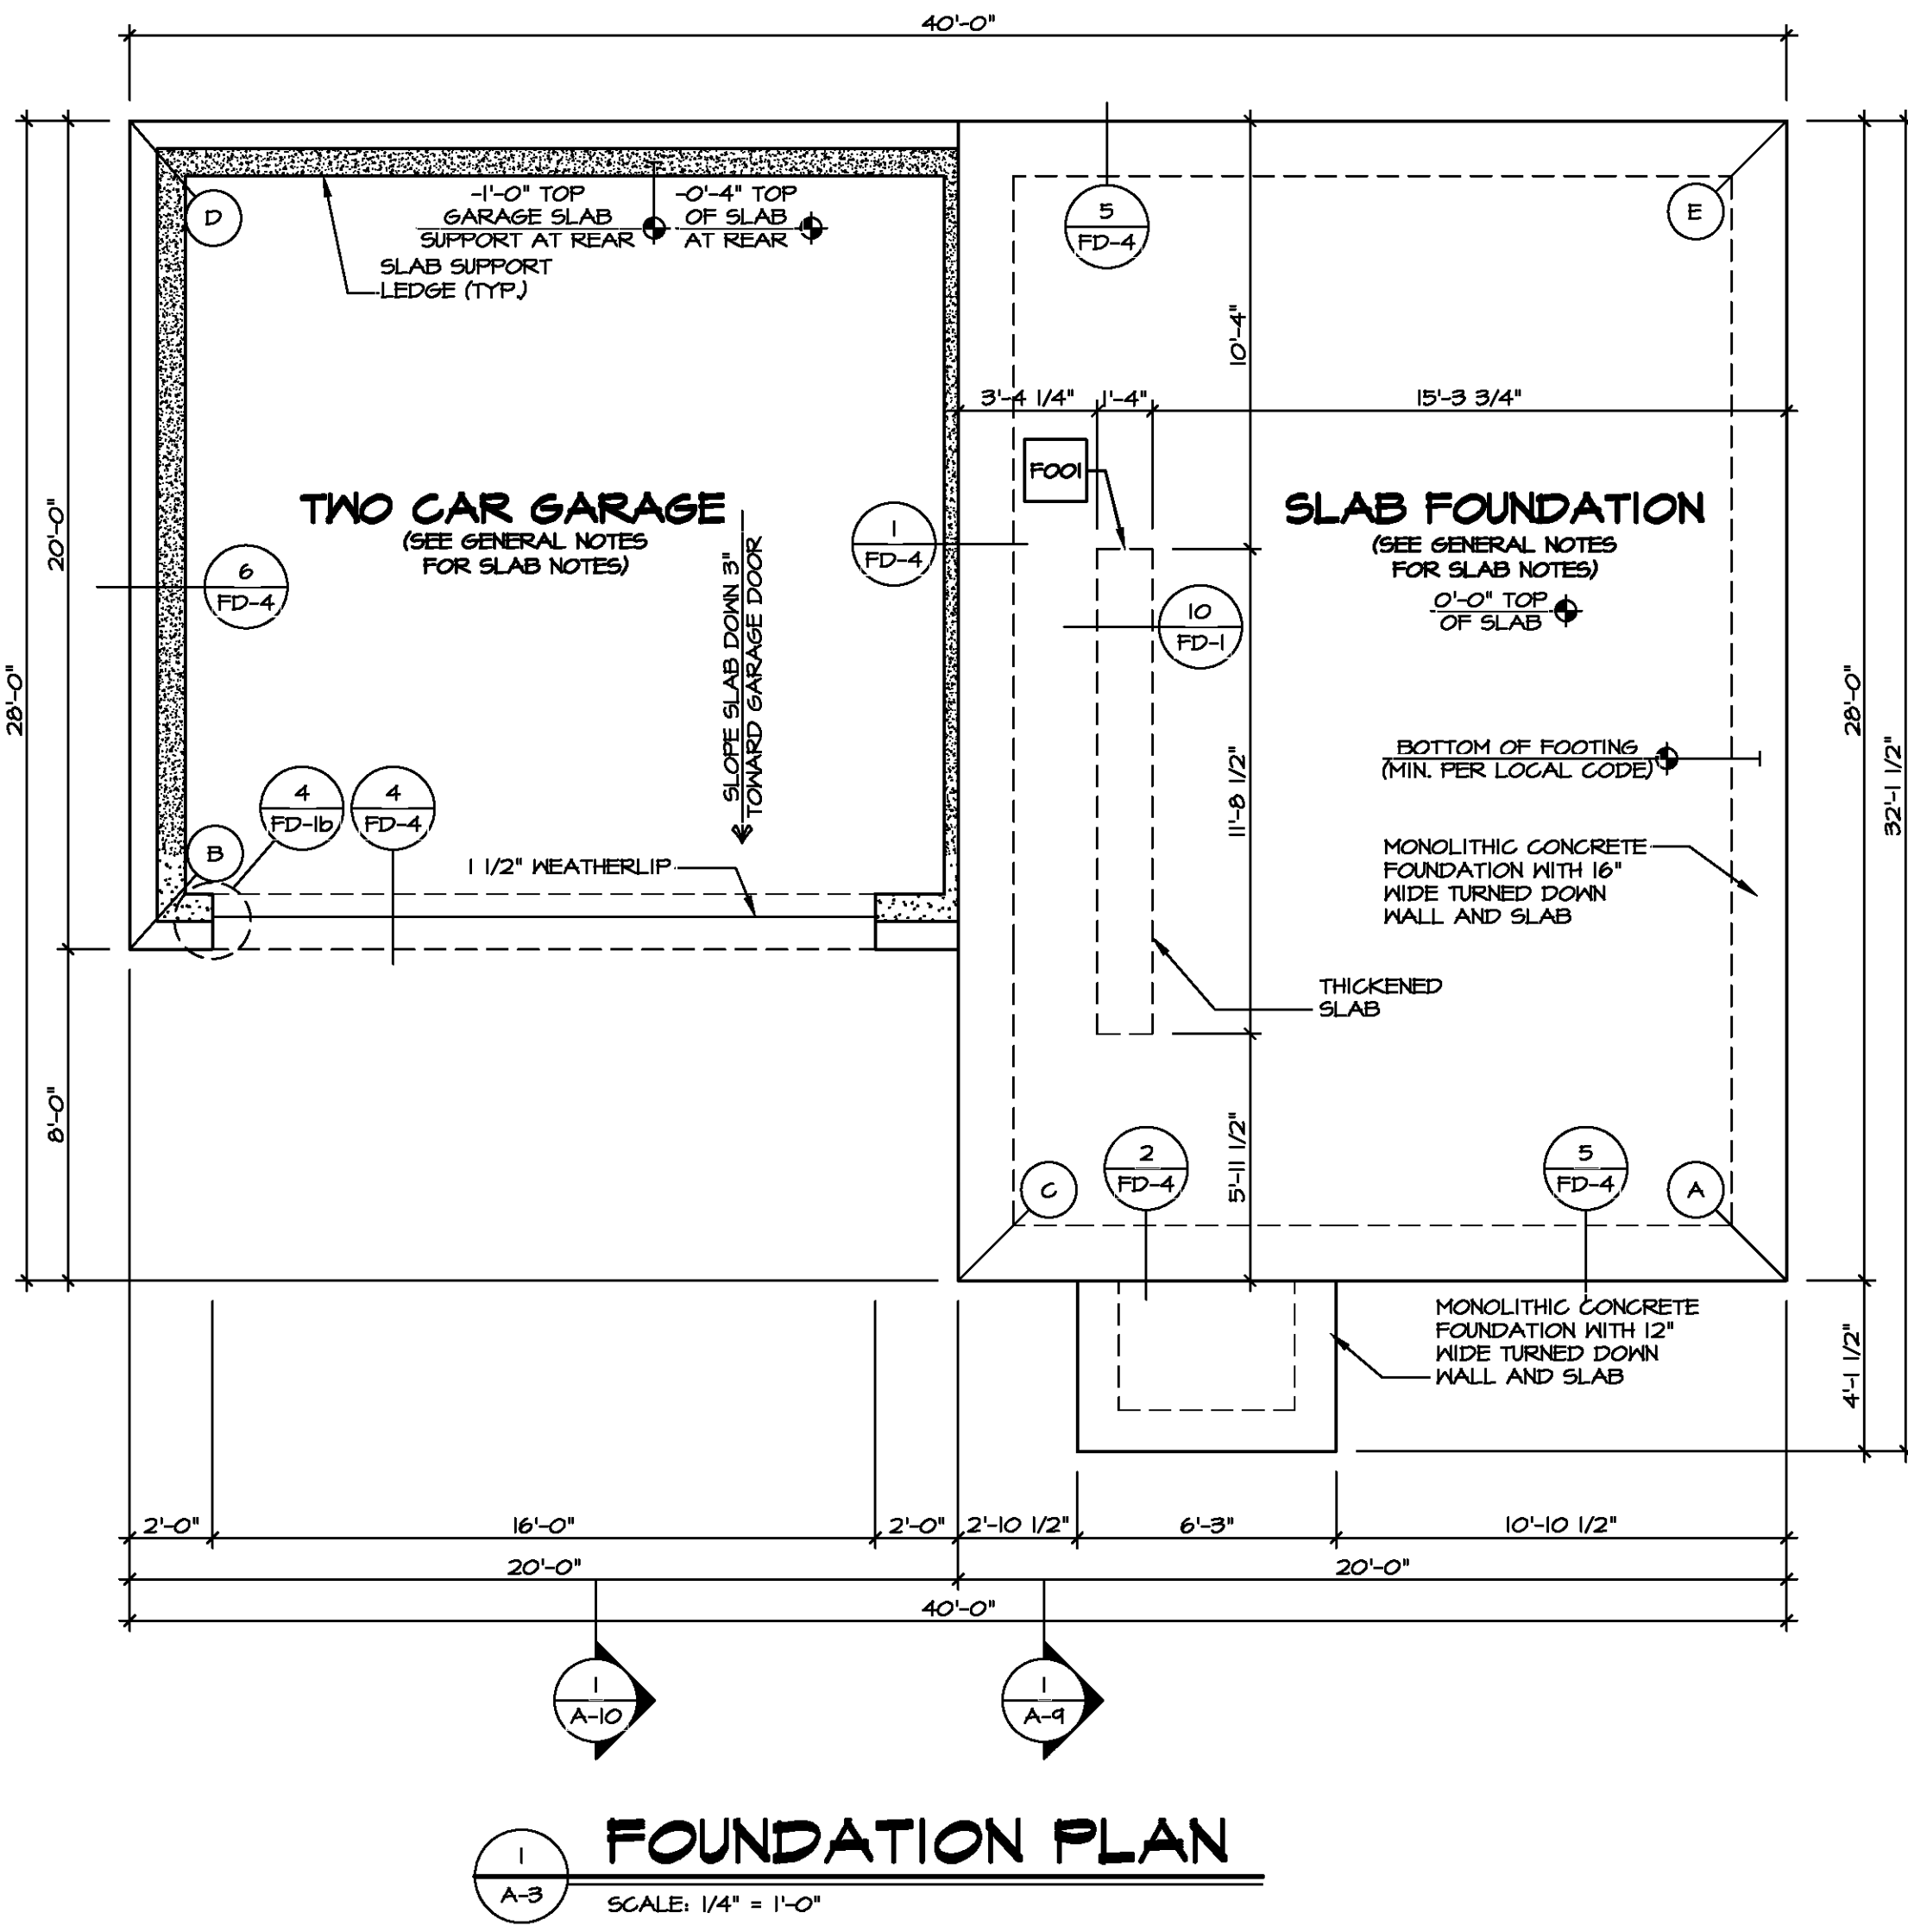 40'-0"
D
-1'-0" TOP
GARAGE SLAB
SUPPORT AT REAR
-0'-4" TOP
OF SLAB
AT REAR
SLAB SUPPORT
LEDGE (TYP.)
5
FD-4
E
10'-4"
3'-4 1/4"
1'-4"
15'-3 3/4"
F001
TWO CAR GARAGE
(SEE GENERAL NOTES
FOR SLAB NOTES)
SLAB FOUNDATION
(SEE GENERAL NOTES
FOR SLAB NOTES)
0'-0" TOP
OF SLAB
20'-0"
28'-0"
6
FD-4
1
FD-4
10
FD-1
SLOPE SLAB DOWN 3"
TOWARD GARAGE DOOR
28'-0"
32'-1 1/2"
BOTTOM OF FOOTING
(MIN. PER LOCAL CODE)
11'-8 1/2"
4
FD-1b
4
FD-4
B
1 1/2" WEATHERLIP
MONOLITHIC CONCRETE
FOUNDATION WITH 16"
WIDE TURNED DOWN
WALL AND SLAB
THICKENED
SLAB
8'-0"
5'-11 1/2"
C
2
FD-4
5
FD-4
A
MONOLITHIC CONCRETE
FOUNDATION WITH 12"
WIDE TURNED DOWN
WALL AND SLAB
4'-1 1/2"
2'-0"
16'-0"
2'-0"
2'-10 1/2"
6'-3"
10'-10 1/2"
20'-0"
20'-0"
40'-0"
1
A-10
1
A-9
1
A-3
FOUNDATION PLAN
SCALE: 1/4" = 1'-0"